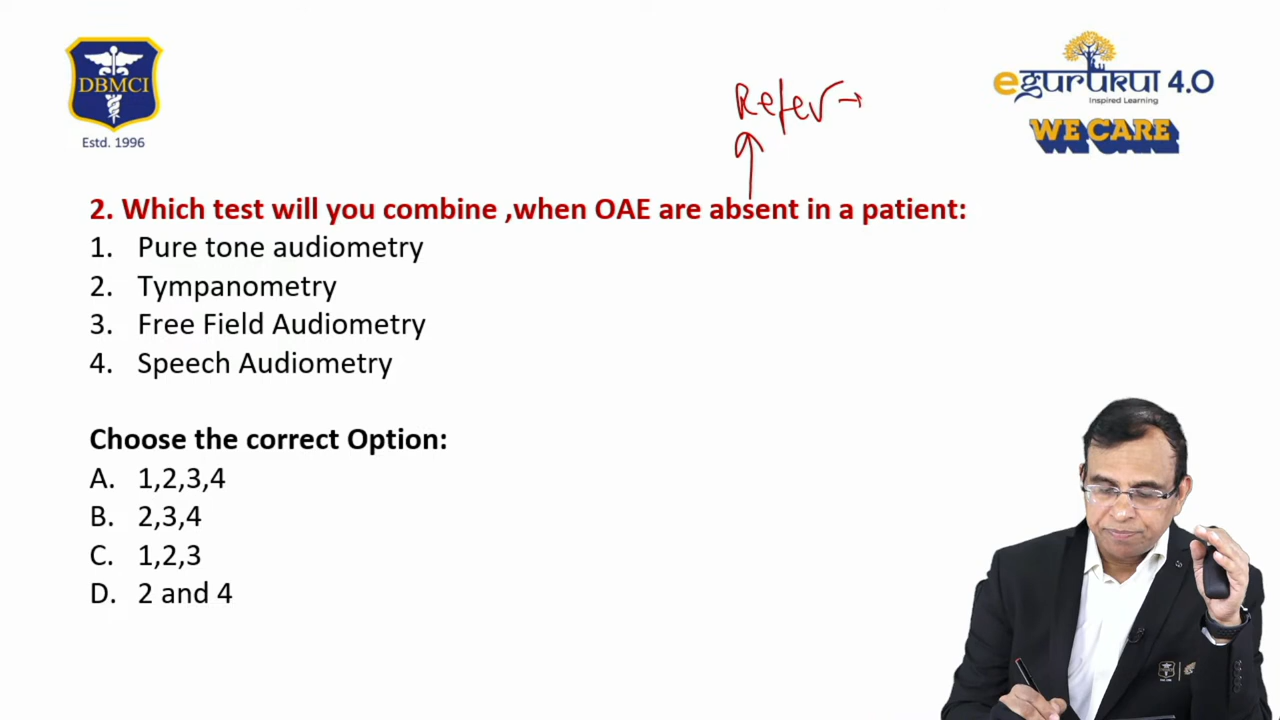 DBMCI
Estd. 1996
egurukul 4.0
Inspired Learning
WE CARE
Refer →
2. Which test will you combine ,when OAE are absent in a patient:
1. Pure tone audiometry
2. Tympanometry
3. Free Field Audiometry
4. Speech Audiometry
Choose the correct Option:
A. 1,2,3,4
B. 2,3,4
C. 1,2,3
D. 2 and 4